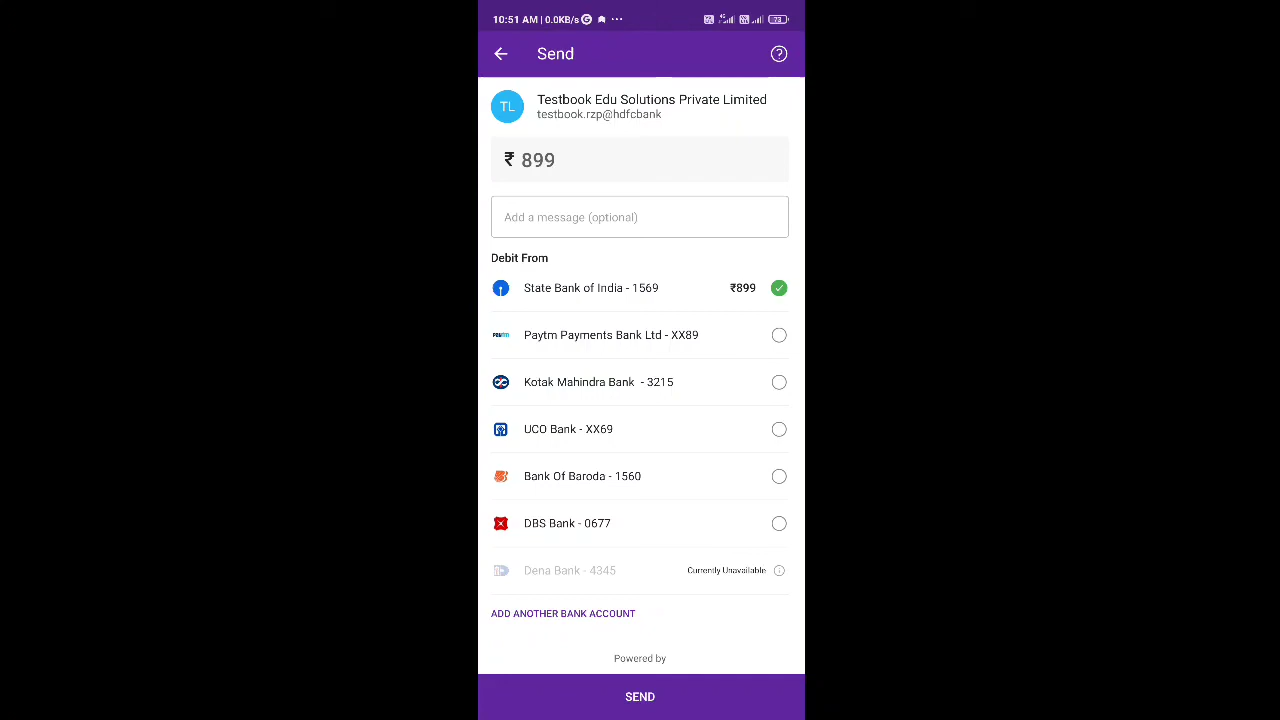 10:51 AM | 0.0KB/s
73
Send
TL
Testbook Edu Solutions Private Limited
testbook.rzp@hdfcbank
₹ 899
Add a message (optional)
Debit From
State Bank of India - 1569 ₹899
Paytm Payments Bank Ltd - XX89
Kotak Mahindra Bank - 3215
UCO Bank - XX69
Bank Of Baroda - 1560
DBS Bank - 0677
Dena Bank - 4345 Currently Unavailable
ADD ANOTHER BANK ACCOUNT
Powered by
SEND